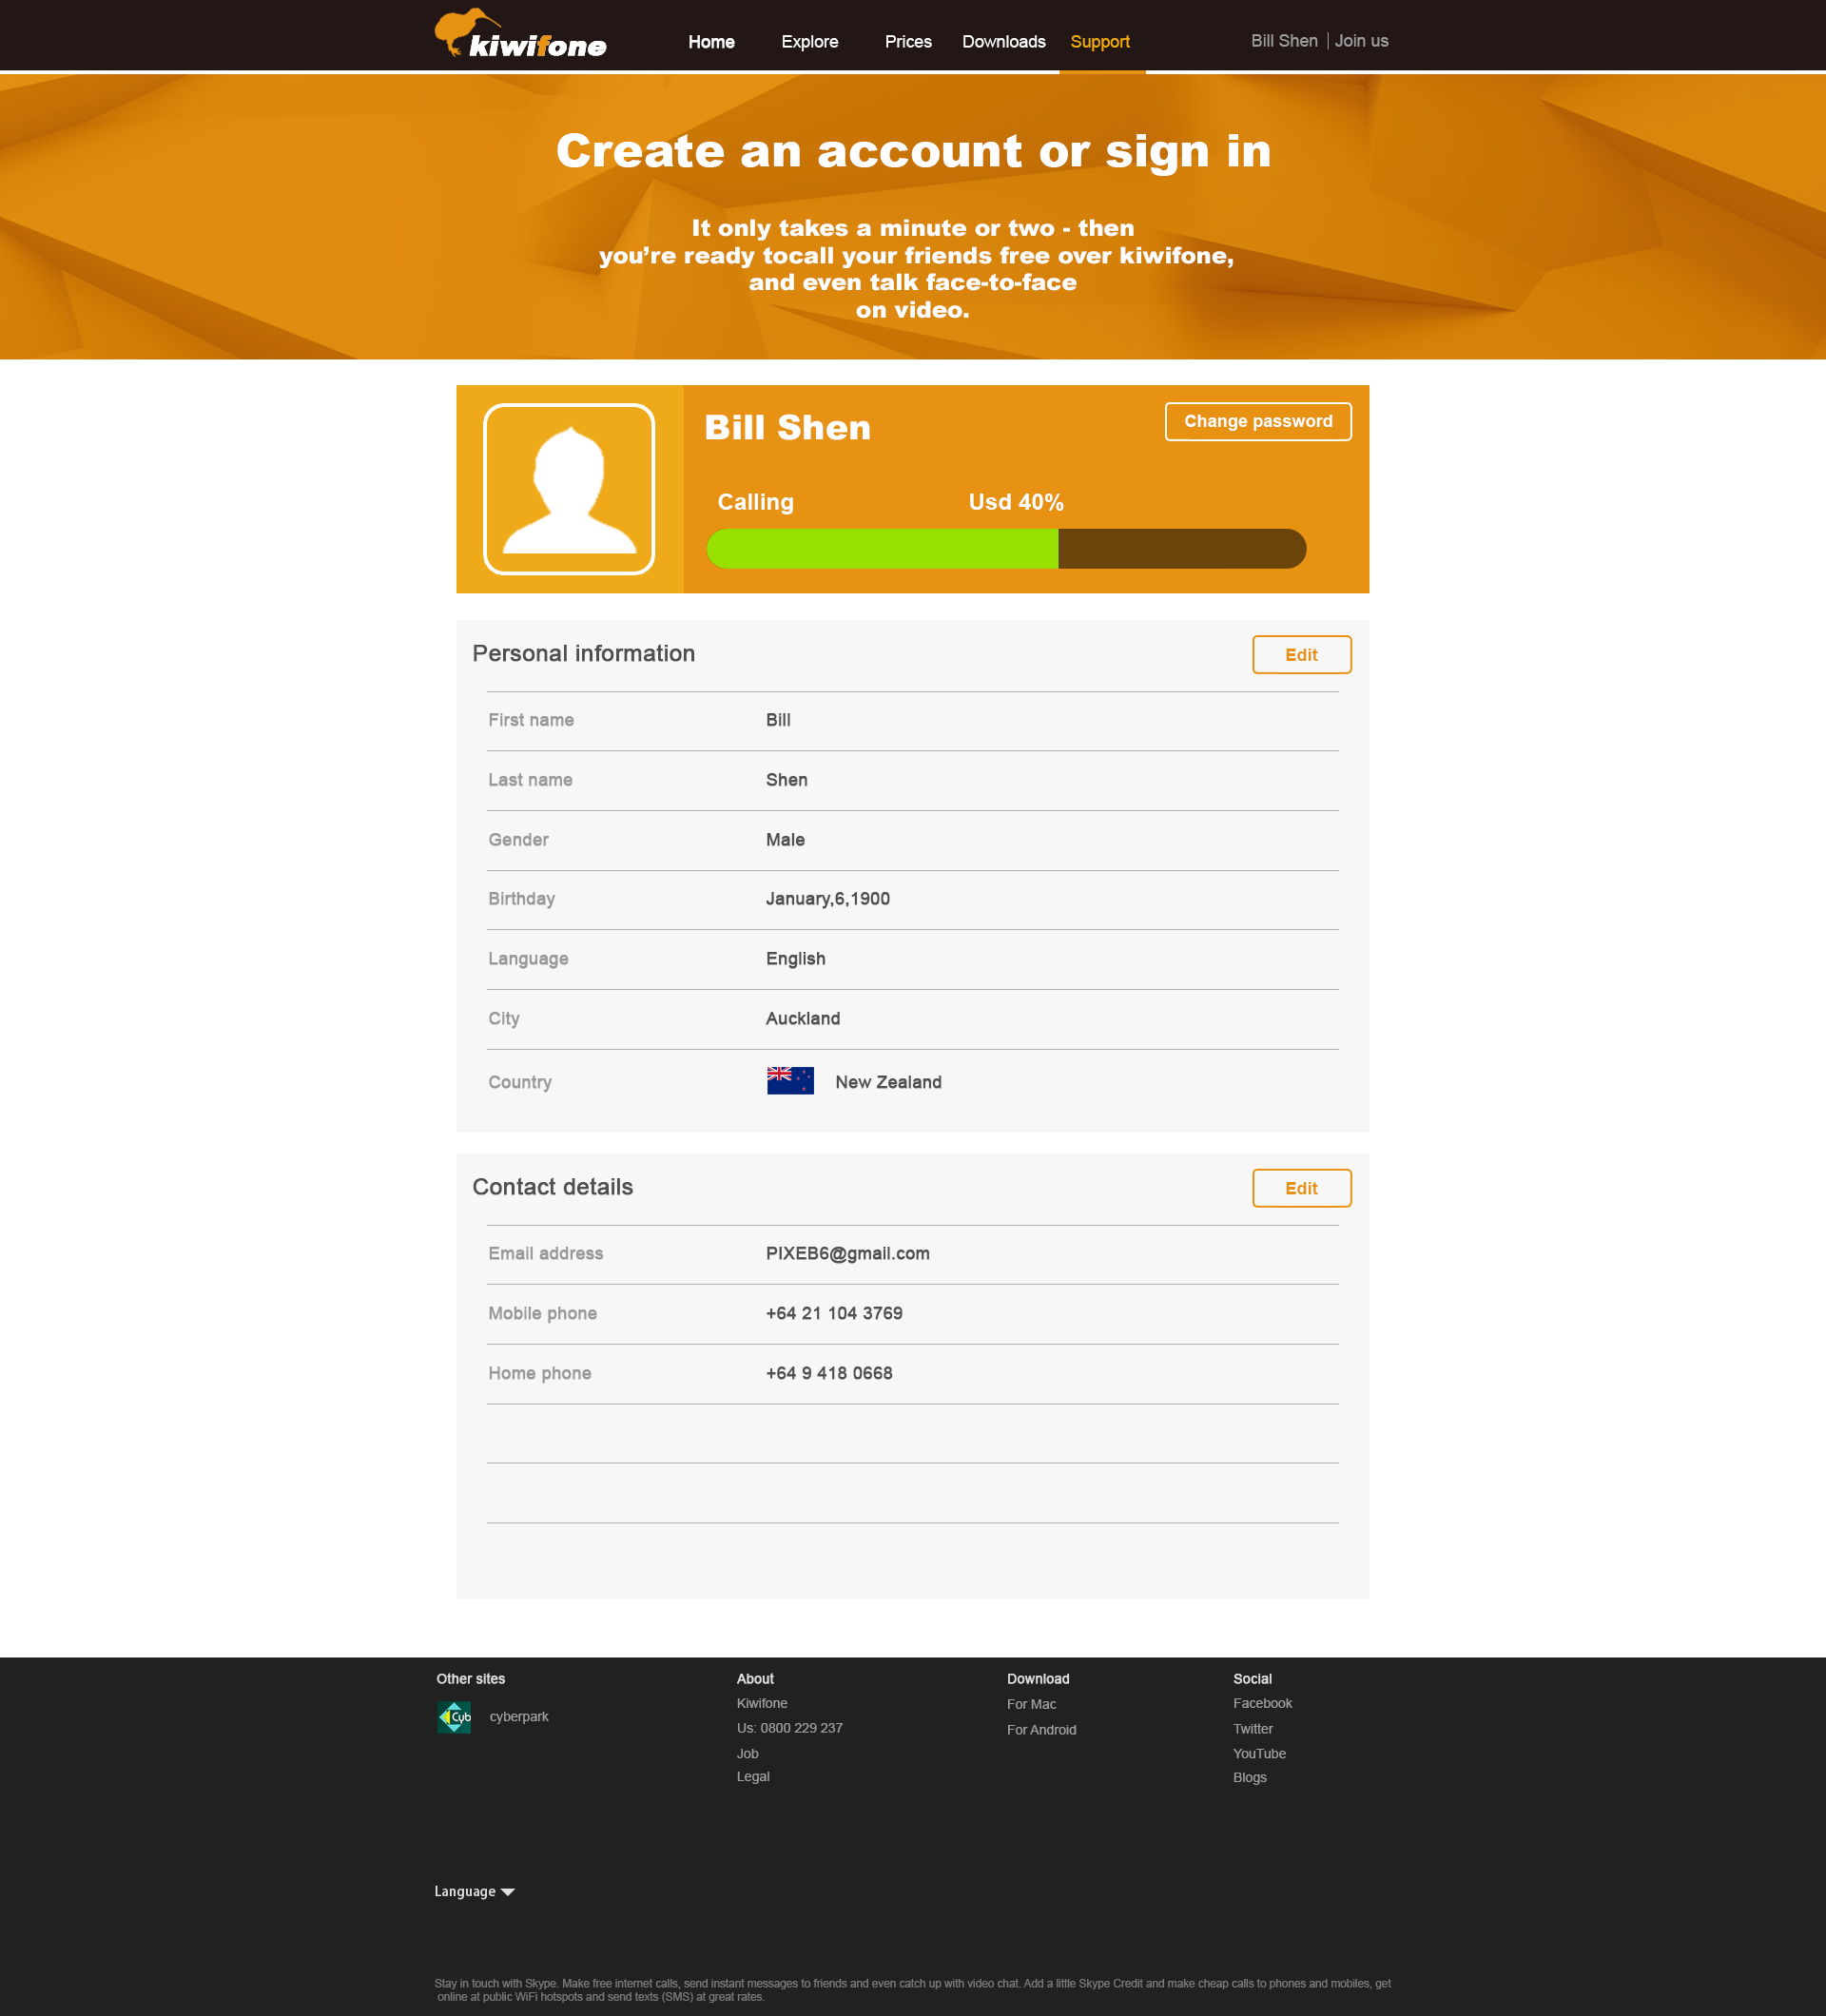 kiwifone
Home Explore Prices Downloads Support Bill Shen Join us
Create an account or sign in
It only takes a minute or two - then
you’re ready tocall your friends free over kiwifone,
and even talk face-to-face
on video.
Bill Shen
Change password
Calling Usd 40%
Personal information
Edit
First name Bill
Last name Shen
Gender Male
Birthday January,6,1900
Language English
City Auckland
Country New Zealand
Contact details
Edit
Email address PIXEB6@gmail.com
Mobile phone +64 21 104 3769
Home phone +64 9 418 0668
Other sites
Cyb
cyberpark
About
Kiwifone
Us: 0800 229 237
Job
Legal
Download
For Mac
For Android
Social
Facebook
Twitter
YouTube
Blogs
Language
Stay in touch with Skype. Make free internet calls, send instant messages to friends and even catch up with video chat. Add a little Skype Credit and make cheap calls to phones and mobiles, get
online at public WiFi hotspots and send texts (SMS) at great rates.